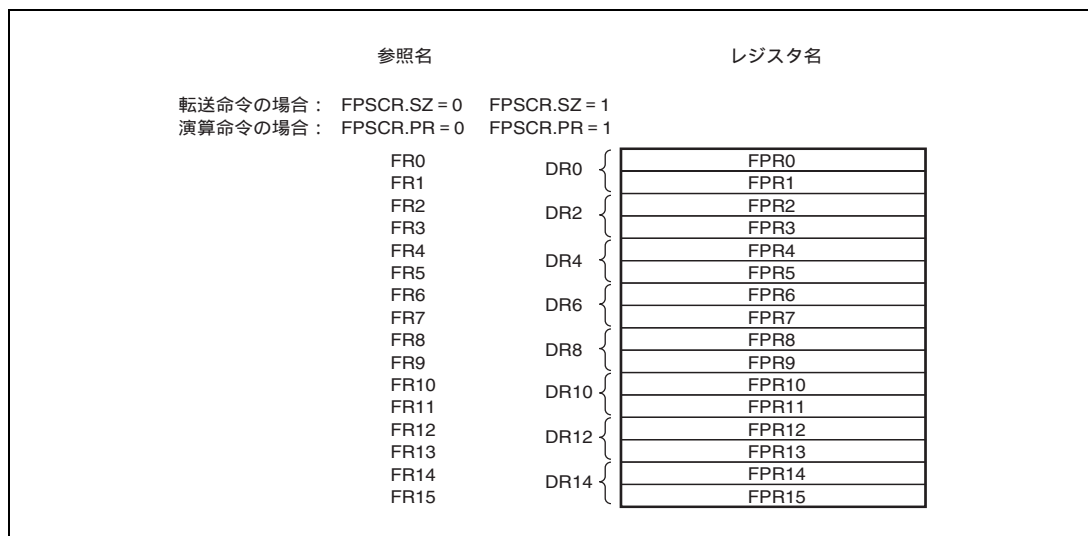 参照名 レジスタ名
転送命令の場合： FPSCR.SZ = 0 FPSCR.SZ = 1
演算命令の場合： FPSCR.PR = 0 FPSCR.PR = 1
FR0 DR0 FPR0
FR1 FPR1
FR2 DR2 FPR2
FR3 FPR3
FR4 DR4 FPR4
FR5 FPR5
FR6 DR6 FPR6
FR7 FPR7
FR8 DR8 FPR8
FR9 FPR9
FR10 DR10 FPR10
FR11 FPR11
FR12 DR12 FPR12
FR13 FPR13
FR14 DR14 FPR14
FR15 FPR15